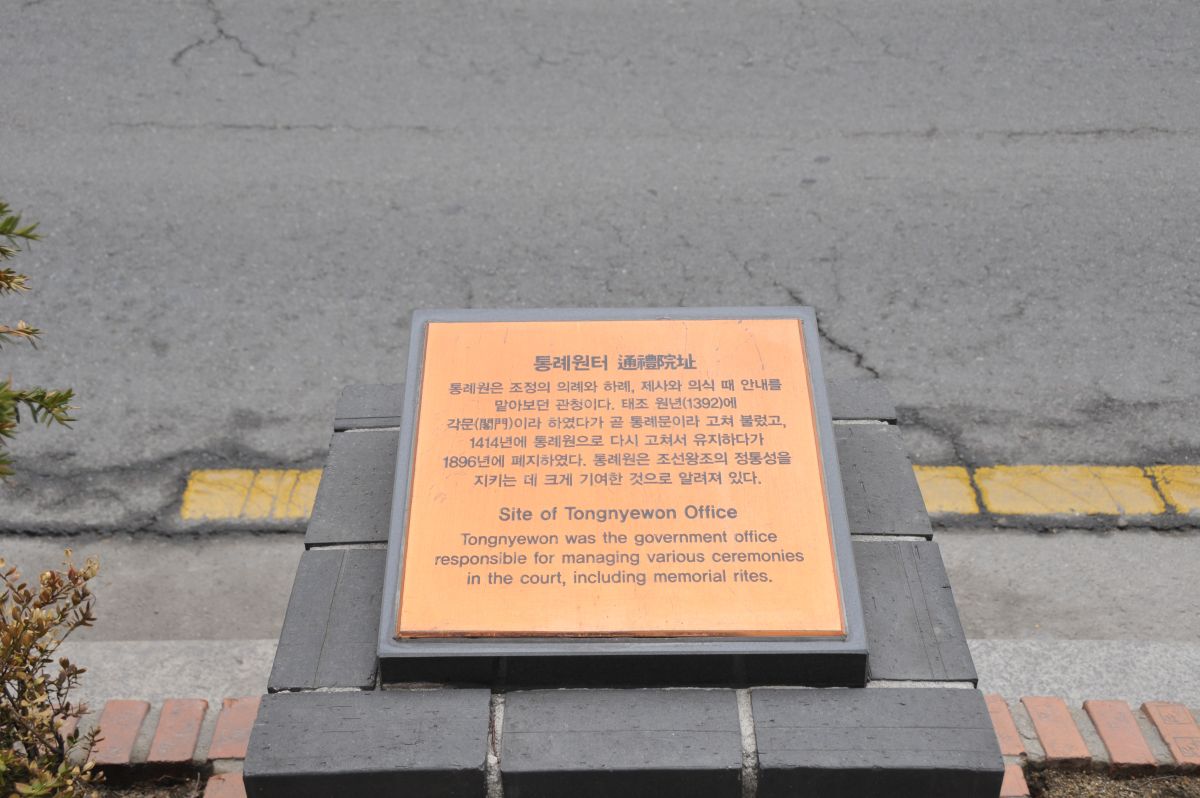 통례원터 通禮院址
통례원은 조정의 의례와 하례, 제사와 의식 때 안내를
맡아보던 관청이다. 태조 원년(1392)에
각문(閣門)이라 하였다가 곧 통례문이라 고쳐 불렀고,
1414년에 통례원으로 다시 고쳐서 유지하다가
1896년에 폐지하였다. 통례원은 조선왕조의 정통성을
지키는 데 크게 기여한 것으로 알려져 있다.
Site of Tongnyewon Office
Tongnyewon was the government office
responsible for managing various ceremonies
in the court, including memorial rites.